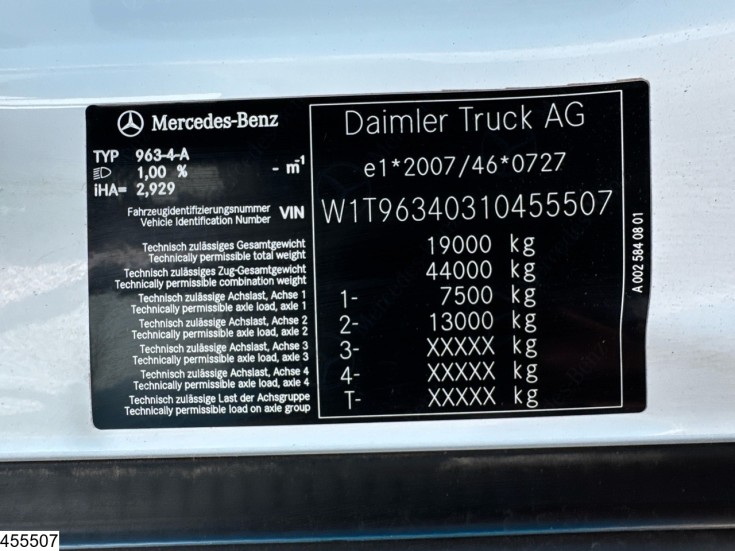 Mercedes-Benz
Daimler Truck AG
TYP 963-4-A
1,00 % - m⁻¹
iHA= 2,929
e1*2007/46*0727
Fahrzeugidentifizierungsnummer
Vehicle Identification Number VIN W1T96340310455507
Technisch zulässiges Gesamtgewicht
Technically permissible total weight 19000 kg
Technisch zulässiges Zug-Gesamtgewicht
Technically permissible combination weight 44000 kg
Technisch zulässige Achslast, Achse 1
Technically permissible axle load, axle 1 1- 7500 kg
Technisch zulässige Achslast, Achse 2
Technically permissible axle load, axle 2 2- 13000 kg
Technisch zulässige Achslast, Achse 3
Technically permissible axle load, axle 3 3- XXXXX kg
Technisch zulässige Achslast, Achse 4
Technically permissible axle load, axle 4 4- XXXXX kg
Technisch zulässige Last der Achsgruppe
Technically permissible load on axle group T- XXXXX kg
A 002 584 08 01
455507